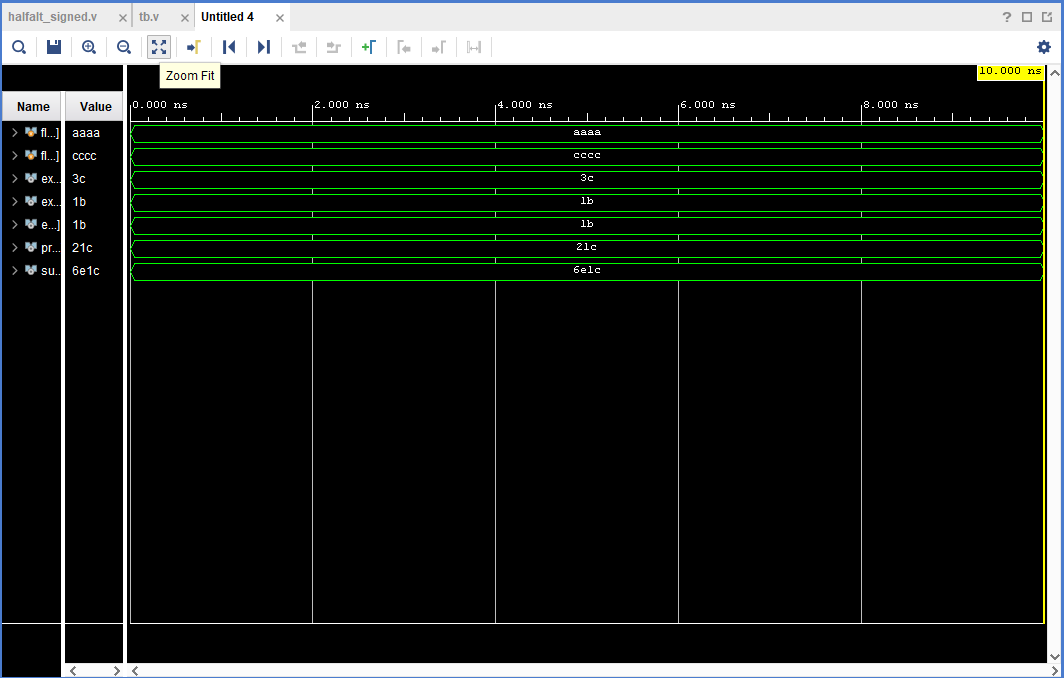 halfalt_signed.v
tb.v
Untitled 4
?
Zoom Fit
10.000 ns
Name
Value
0.000 ns
2.000 ns
4.000 ns
6.000 ns
8.000 ns
fl...] aaaa aaaa
fl...] cccc cccc
ex... 3c 3c
ex... 1b 1b
e...] 1b 1b
pr... 21c 21c
su... 6e1c 6e1c